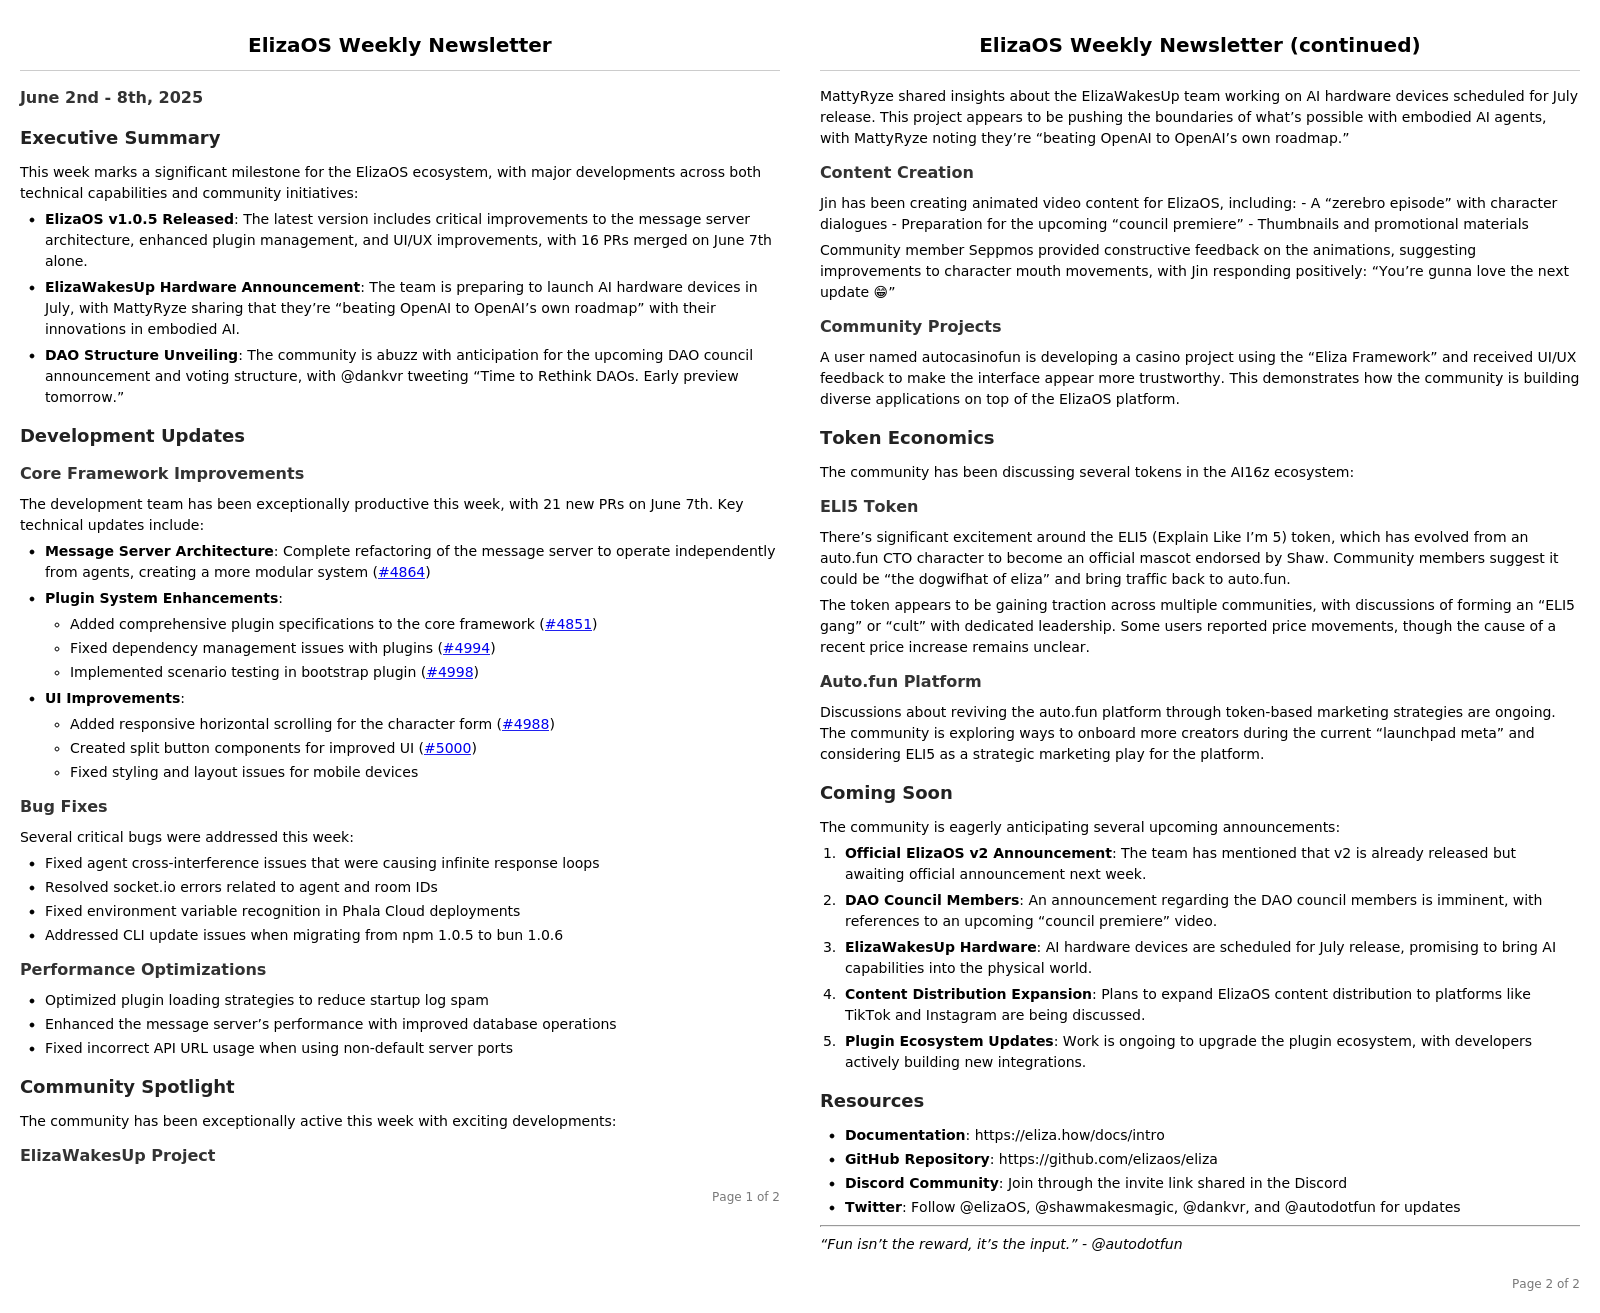 ElizaOS Weekly Newsletter
June 2nd - 8th, 2025
Executive Summary
This week marks a significant milestone for the ElizaOS ecosystem, with major developments across both
technical capabilities and community initiatives:
• ElizaOS v1.0.5 Released: The latest version includes critical improvements to the message server
architecture, enhanced plugin management, and UI/UX improvements, with 16 PRs merged on June 7th
alone.
• ElizaWakesUp Hardware Announcement: The team is preparing to launch AI hardware devices in
July, with MattyRyze sharing that they’re “beating OpenAI to OpenAI’s own roadmap” with their
innovations in embodied AI.
• DAO Structure Unveiling: The community is abuzz with anticipation for the upcoming DAO council
announcement and voting structure, with @dankvr tweeting “Time to Rethink DAOs. Early preview
tomorrow.”
Development Updates
Core Framework Improvements
The development team has been exceptionally productive this week, with 21 new PRs on June 7th. Key
technical updates include:
• Message Server Architecture: Complete refactoring of the message server to operate independently
from agents, creating a more modular system (#4864)
• Plugin System Enhancements:
◦ Added comprehensive plugin specifications to the core framework (#4851)
◦ Fixed dependency management issues with plugins (#4994)
◦ Implemented scenario testing in bootstrap plugin (#4998)
• UI Improvements:
◦ Added responsive horizontal scrolling for the character form (#4988)
◦ Created split button components for improved UI (#5000)
◦ Fixed styling and layout issues for mobile devices
Bug Fixes
Several critical bugs were addressed this week:
• Fixed agent cross-interference issues that were causing infinite response loops
• Resolved socket.io errors related to agent and room IDs
• Fixed environment variable recognition in Phala Cloud deployments
• Addressed CLI update issues when migrating from npm 1.0.5 to bun 1.0.6
Performance Optimizations
• Optimized plugin loading strategies to reduce startup log spam
• Enhanced the message server’s performance with improved database operations
• Fixed incorrect API URL usage when using non-default server ports
Community Spotlight
The community has been exceptionally active this week with exciting developments:
ElizaWakesUp Project
Page 1 of 2
ElizaOS Weekly Newsletter (continued)
MattyRyze shared insights about the ElizaWakesUp team working on AI hardware devices scheduled for July
release. This project appears to be pushing the boundaries of what’s possible with embodied AI agents,
with MattyRyze noting they’re “beating OpenAI to OpenAI’s own roadmap.”
Content Creation
Jin has been creating animated video content for ElizaOS, including: - A “zerebro episode” with character
dialogues - Preparation for the upcoming “council premiere” - Thumbnails and promotional materials
Community member Seppmos provided constructive feedback on the animations, suggesting
improvements to character mouth movements, with Jin responding positively: “You’re gunna love the next
update 😁”
Community Projects
A user named autocasinofun is developing a casino project using the “Eliza Framework” and received UI/UX
feedback to make the interface appear more trustworthy. This demonstrates how the community is building
diverse applications on top of the ElizaOS platform.
Token Economics
The community has been discussing several tokens in the AI16z ecosystem:
ELI5 Token
There’s significant excitement around the ELI5 (Explain Like I’m 5) token, which has evolved from an
auto.fun CTO character to become an official mascot endorsed by Shaw. Community members suggest it
could be “the dogwifhat of eliza” and bring traffic back to auto.fun.
The token appears to be gaining traction across multiple communities, with discussions of forming an “ELI5
gang” or “cult” with dedicated leadership. Some users reported price movements, though the cause of a
recent price increase remains unclear.
Auto.fun Platform
Discussions about reviving the auto.fun platform through token-based marketing strategies are ongoing.
The community is exploring ways to onboard more creators during the current “launchpad meta” and
considering ELI5 as a strategic marketing play for the platform.
Coming Soon
The community is eagerly anticipating several upcoming announcements:
1. Official ElizaOS v2 Announcement: The team has mentioned that v2 is already released but
awaiting official announcement next week.
2. DAO Council Members: An announcement regarding the DAO council members is imminent, with
references to an upcoming “council premiere” video.
3. ElizaWakesUp Hardware: AI hardware devices are scheduled for July release, promising to bring AI
capabilities into the physical world.
4. Content Distribution Expansion: Plans to expand ElizaOS content distribution to platforms like
TikTok and Instagram are being discussed.
5. Plugin Ecosystem Updates: Work is ongoing to upgrade the plugin ecosystem, with developers
actively building new integrations.
Resources
• Documentation: https://eliza.how/docs/intro
• GitHub Repository: https://github.com/elizaos/eliza
• Discord Community: Join through the invite link shared in the Discord
• Twitter: Follow @elizaOS, @shawmakesmagic, @dankvr, and @autodotfun for updates
“Fun isn’t the reward, it’s the input.” - @autodotfun
Page 2 of 2